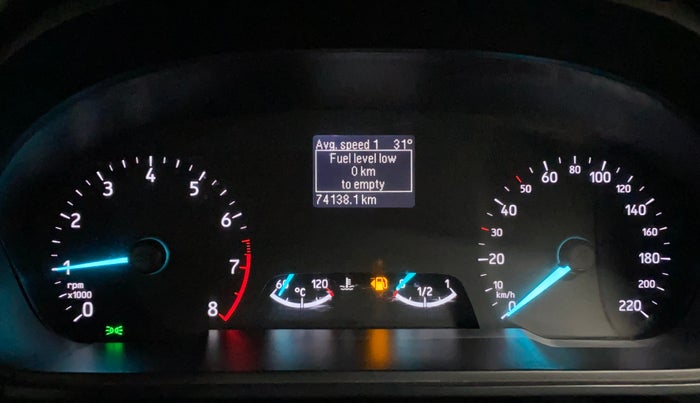 Avg. speed 1 31°
Fuel level low
0 km
to empty
74138.1 km
0
1
2
3
4
5
6
7
8
rpm
x1000
60 120
°C
0 1/2 1
0
10
20
30
40
50
60
80
100
120
140
160
180
200
220
km/h